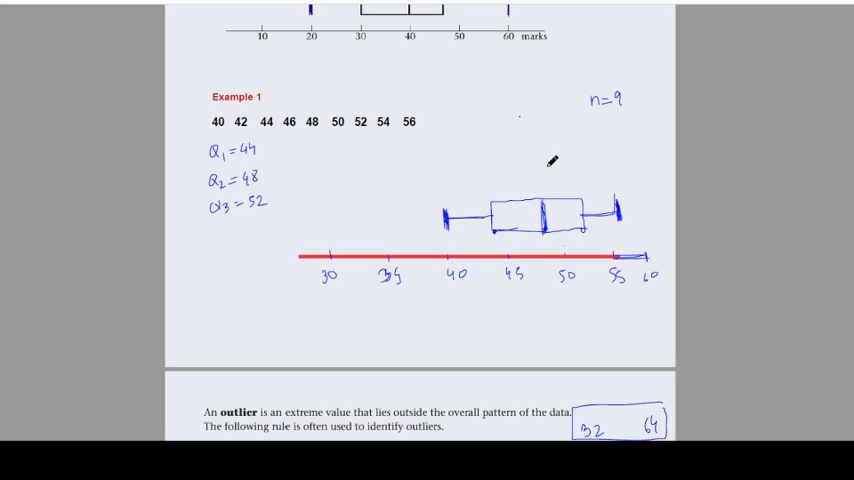 10 20 30 40 50 60 marks
Example 1
n=9
40 42 44 46 48 50 52 54 56
Q1 = 44
Q2 = 48
Q3 = 52
30 35 40 45 50 55 60
An outlier is an extreme value that lies outside the overall pattern of the data.
The following rule is often used to identify outliers.
32 64